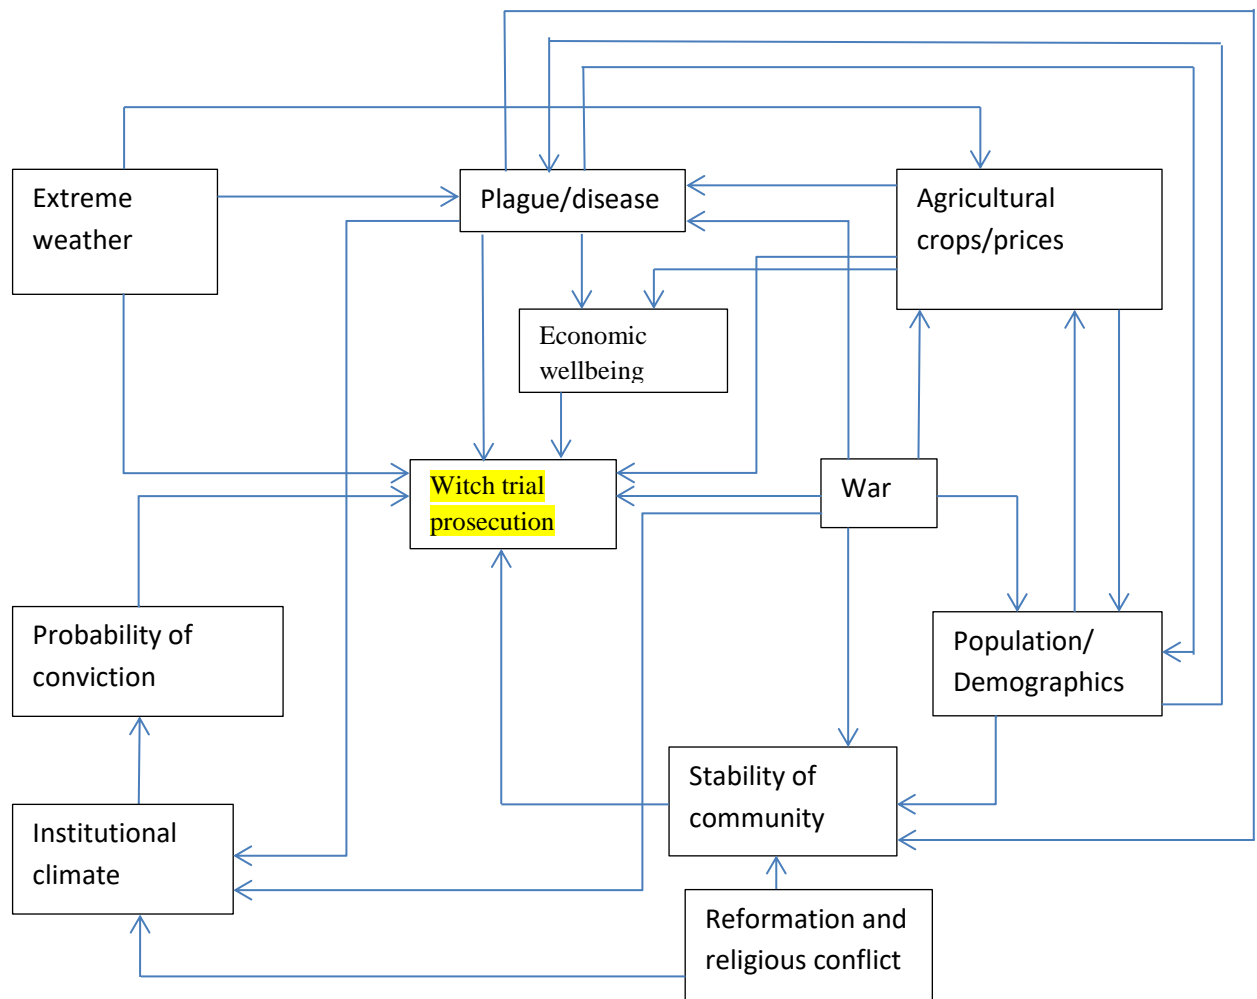 Extreme
weather
Plague/disease
Agricultural
crops/prices
Economic
wellbeing
Witch trial
prosecution
War
Probability of
conviction
Population/
Demographics
Stability of
community
Institutional
climate
Reformation and
religious conflict